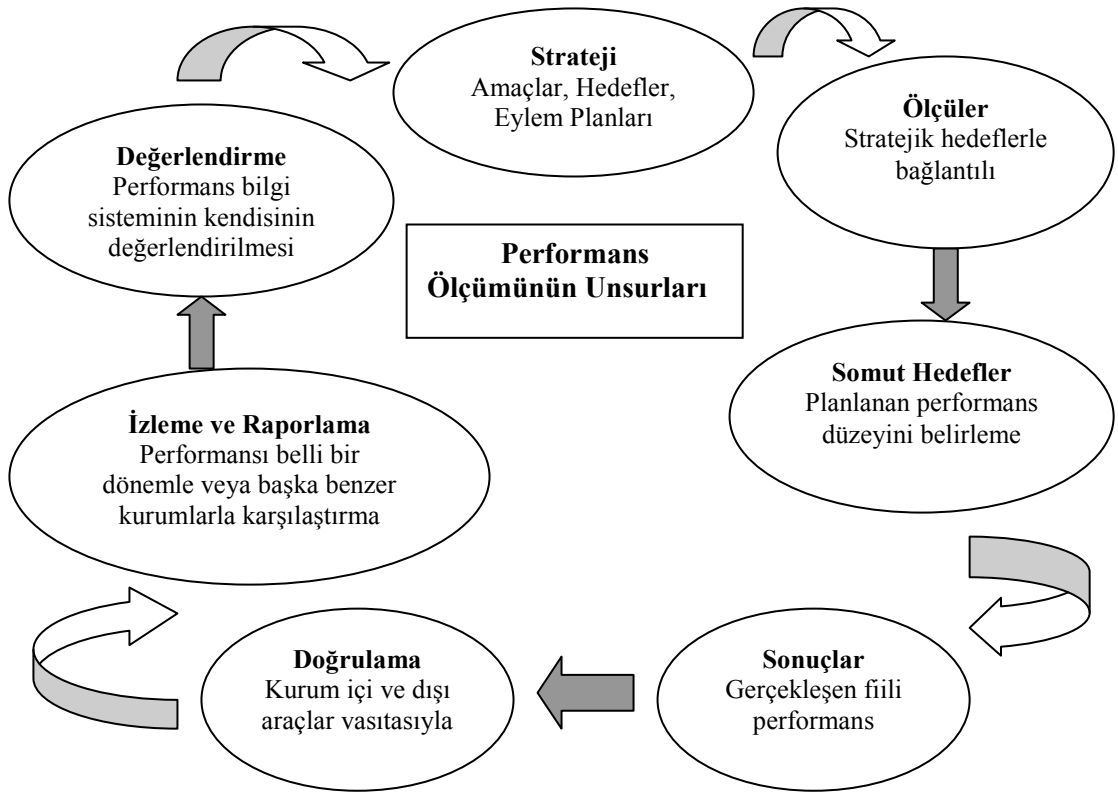 Strateji
Amaçlar, Hedefler,
Eylem Planları
Ölçüler
Stratejik hedeflerle
bağlantılı
Değerlendirme
Performans bilgi
sisteminin kendisinin
değerlendirilmesi
Performans
Ölçümünün Unsurları
Somut Hedefler
Planlanan performans
düzeyini belirleme
İzleme ve Raporlama
Performansı belli bir
dönemle veya başka benzer
kurumlarla karşılaştırma
Doğrulama
Kurum içi ve dışı
araçlar vasıtasıyla
Sonuçlar
Gerçekleşen fiili
performans